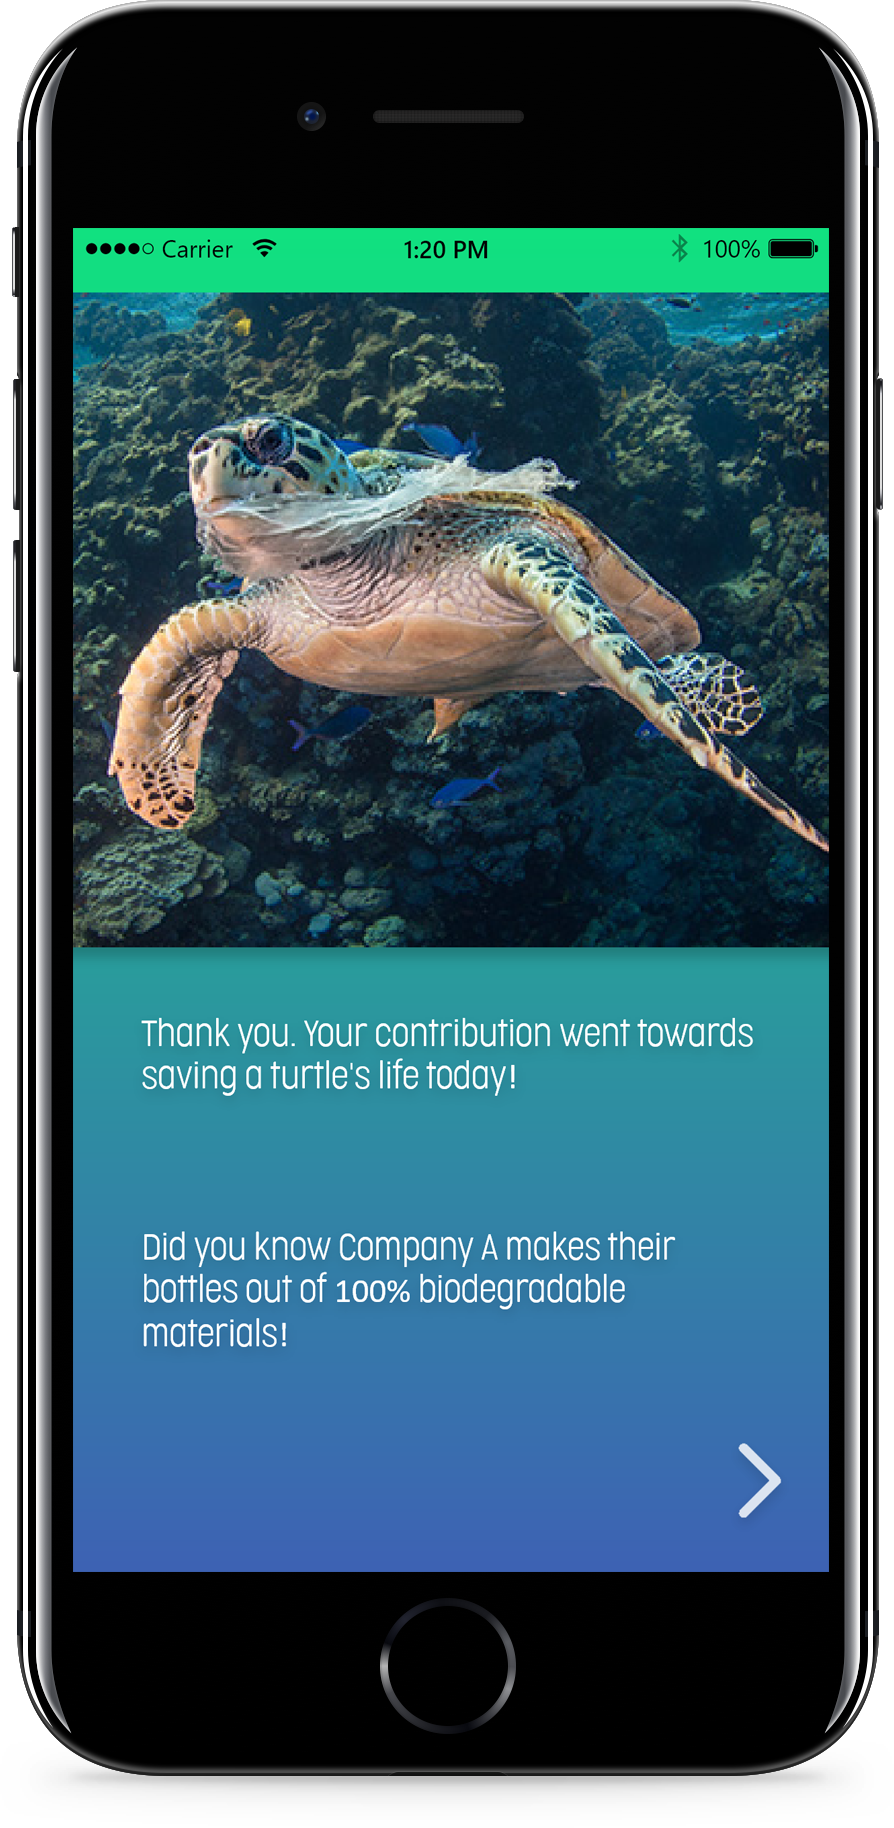 Carrier 1:20 PM 100%
Thank you. Your contribution went towards
saving a turtle's life today!
Did you know Company A makes their
bottles out of 100% biodegradable
materials!